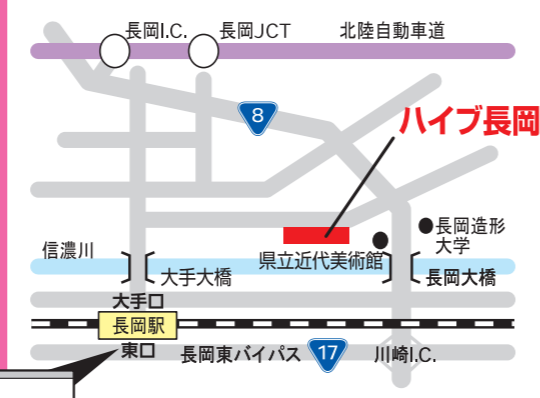 長岡I.C.
長岡JCT
北陸自動車道
8
ハイブ長岡
長岡造形
大学
県立近代美術館
信濃川
大手大橋
長岡大橋
大手口
長岡駅
東口
長岡東バイパス
17
川崎I.C.